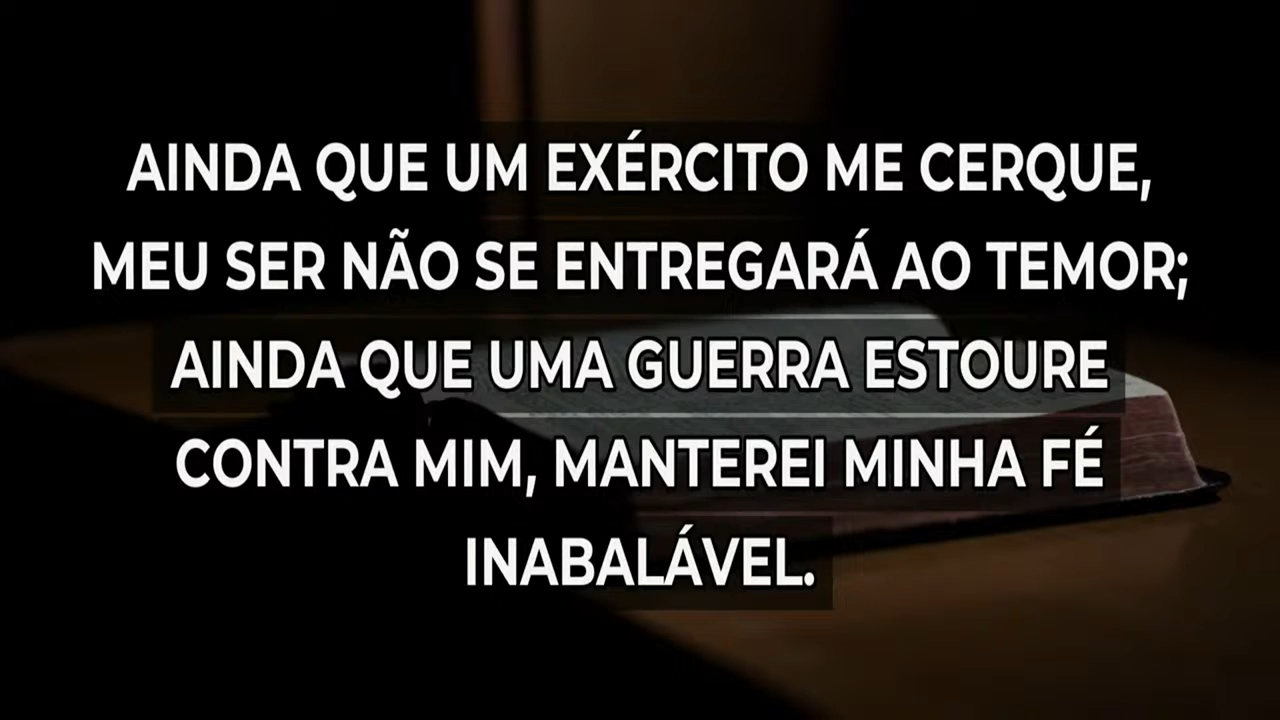 AINDA QUE UM EXÉRCITO ME CERQUE,
MEU SER NÃO SE ENTREGARÁ AO TEMOR;
AINDA QUE UMA GUERRA ESTOURE
CONTRA MIM, MANTEREI MINHA FÉ
INABALÁVEL.